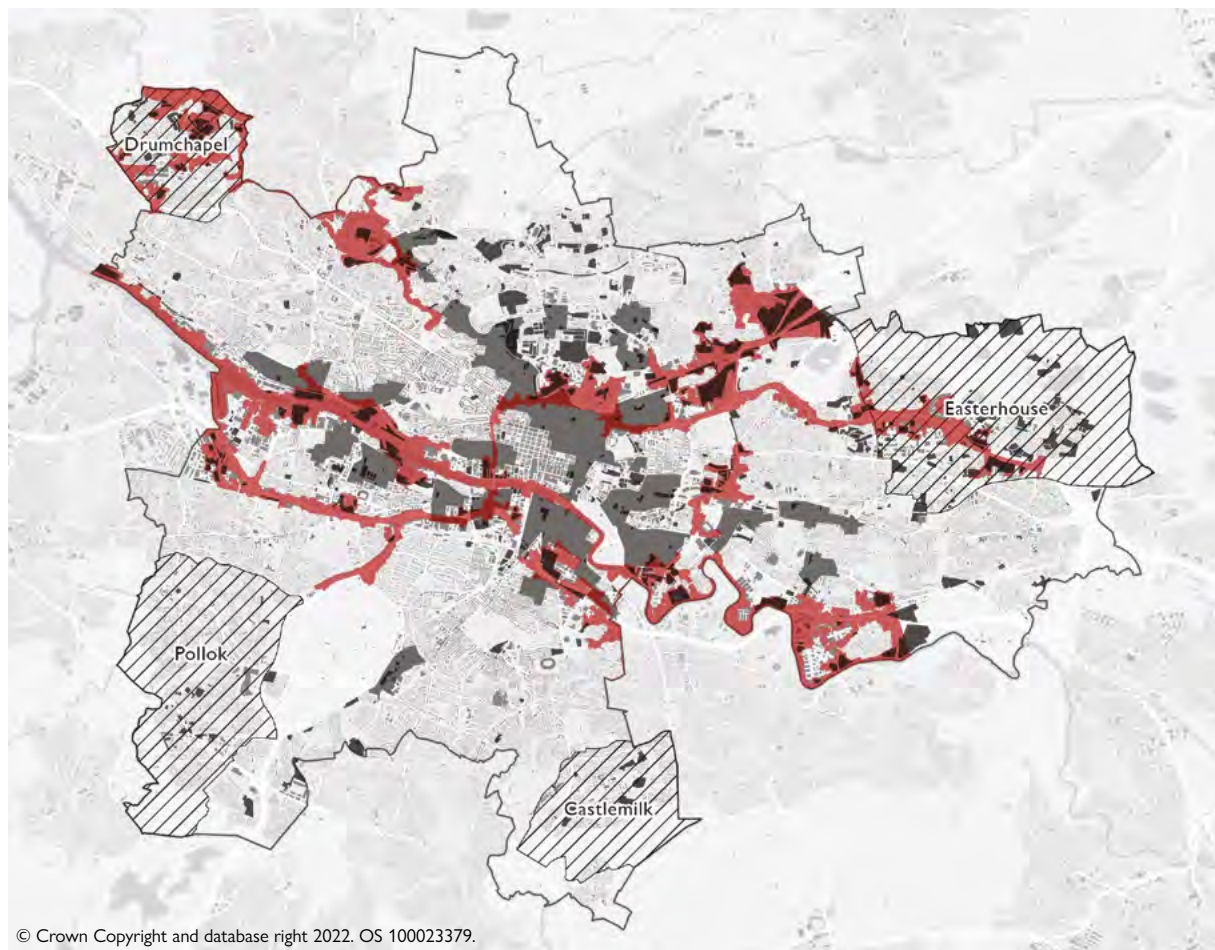 Drumchapel
Easterhouse
Pollok
Castlemilk
© Crown Copyright and database right 2022. OS 100023379.